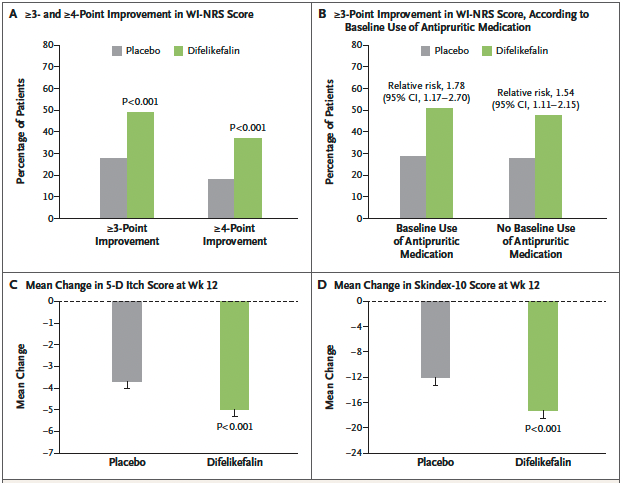 A ≥3- and ≥4-Point Improvement in WI-NRS Score
80
70
60
50
40
30
20
10
0
Percentage of Patients
Placebo Difelikefalin
P<0.001
P<0.001
≥3-Point
Improvement
≥4-Point
Improvement
B ≥3-Point Improvement in WI-NRS Score, According to
Baseline Use of Antipruritic Medication
80
70
60
50
40
30
20
10
0
Percentage of Patients
Placebo Difelikefalin
Relative risk, 1.78
(95% CI, 1.17–2.70)
Relative risk, 1.54
(95% CI, 1.11–2.15)
Baseline Use
of Antipruritic
Medication
No Baseline Use
of Antipruritic
Medication
C Mean Change in 5-D Itch Score at Wk 12
0
−1
−2
−3
−4
−5
−6
−7
Mean Change
P<0.001
Placebo Difelikefalin
D Mean Change in Skindex-10 Score at Wk 12
0
−4
−8
−12
−16
−20
−24
Mean Change
P<0.001
Placebo Difelikefalin